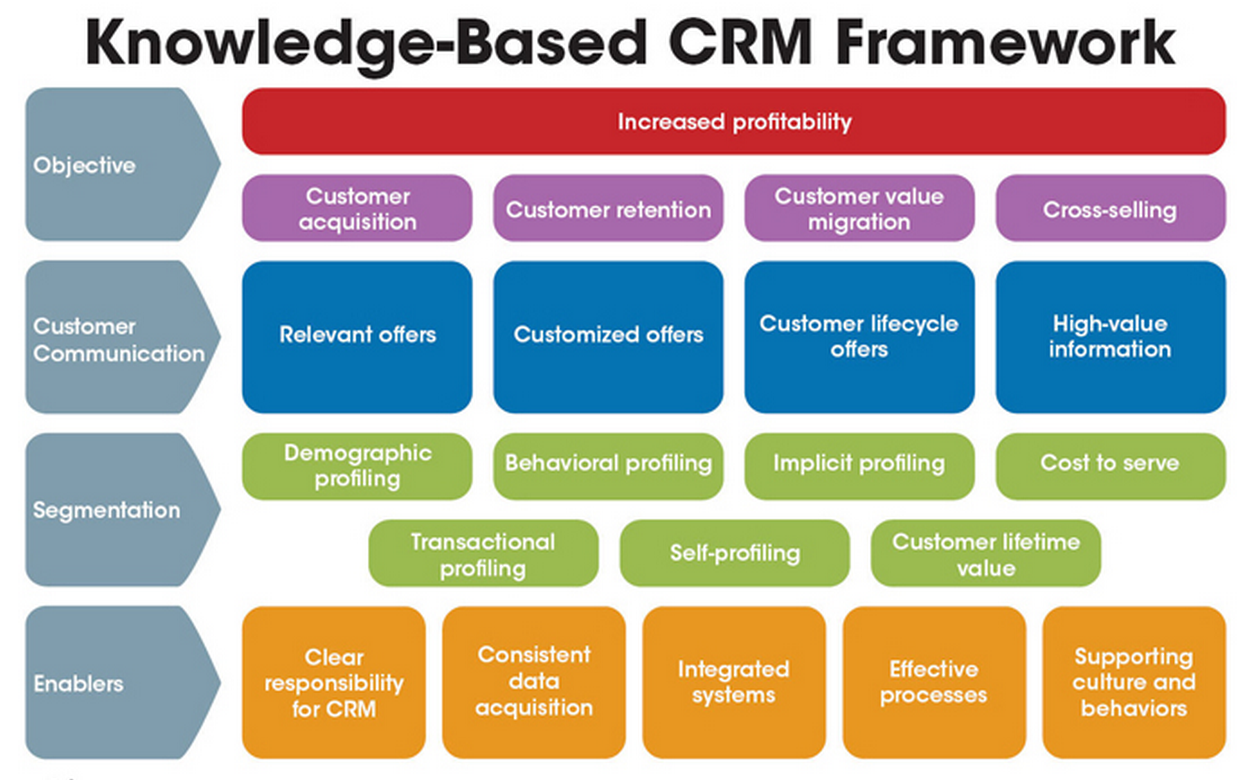 Knowledge-Based CRM Framework
Objective
Increased profitability
Customer
acquisition
Customer retention
Customer value
migration
Cross-selling
Customer
Communication
Relevant offers
Customized offers
Customer lifecycle
offers
High-value
information
Segmentation
Demographic
profiling
Behavioral profiling
Implicit profiling
Cost to serve
Transactional
profiling
Self-profiling
Customer lifetime
value
Enablers
Clear
responsibility
for CRM
Consistent
data
acquisition
Integrated
systems
Effective
processes
Supporting
culture and
behaviors